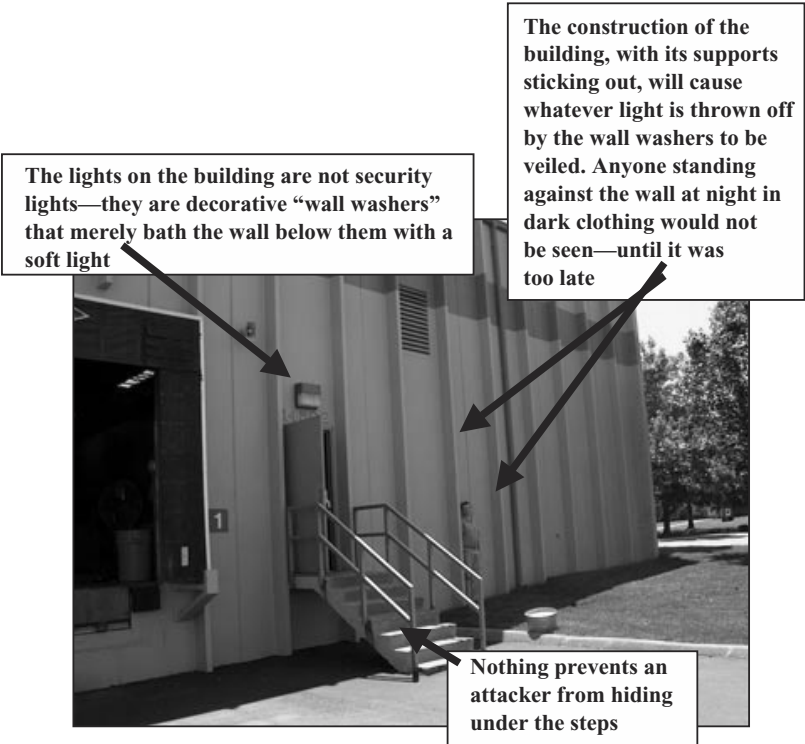 The construction of the
building, with its supports
sticking out, will cause
whatever light is thrown off
by the wall washers to be
veiled. Anyone standing
against the wall at night in
dark clothing would not
be seen—until it was
too late
The lights on the building are not security
lights—they are decorative “wall washers”
that merely bath the wall below them with a
soft light
1
Nothing prevents an
attacker from hiding
under the steps